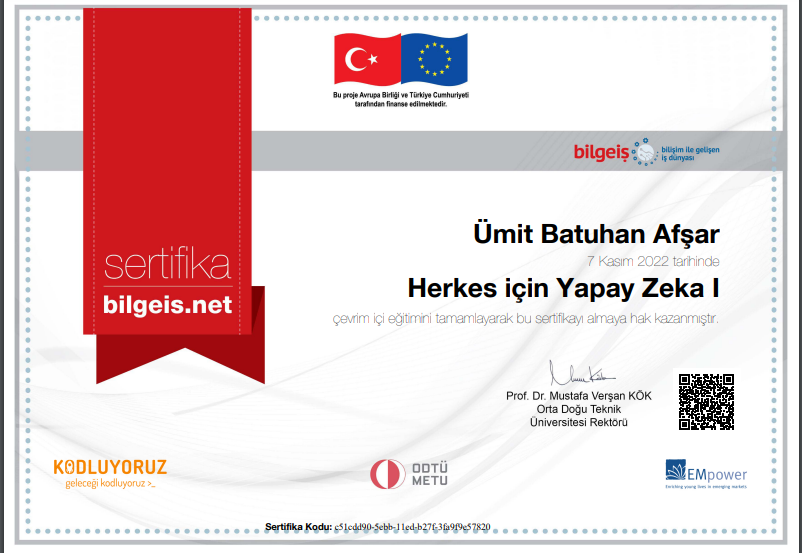 Bu proje Avrupa Birliği ve Türkiye Cumhuriyeti
tarafından finanse edilmektedir.
bilgeiş
bilişim ile gelişen
iş dünyası
sertifika
bilgeis.net
Ümit Batuhan Afşar
7 Kasım 2022 tarihinde
Herkes için Yapay Zeka I
çevrim içi eğitimini tamamlayarak bu sertifikayı almaya hak kazanmıştır.
Prof. Dr. Mustafa Verşan KÖK
Orta Doğu Teknik
Üniversitesi Rektörü
KODLUYORUZ
geleceği kodluyoruz >_
ODTÜ
METU
EMpower
Enriching young lives in emerging markets
Sertifika Kodu: c51cdd90-5ebb-11ed-b27f-3fa9f9e57820